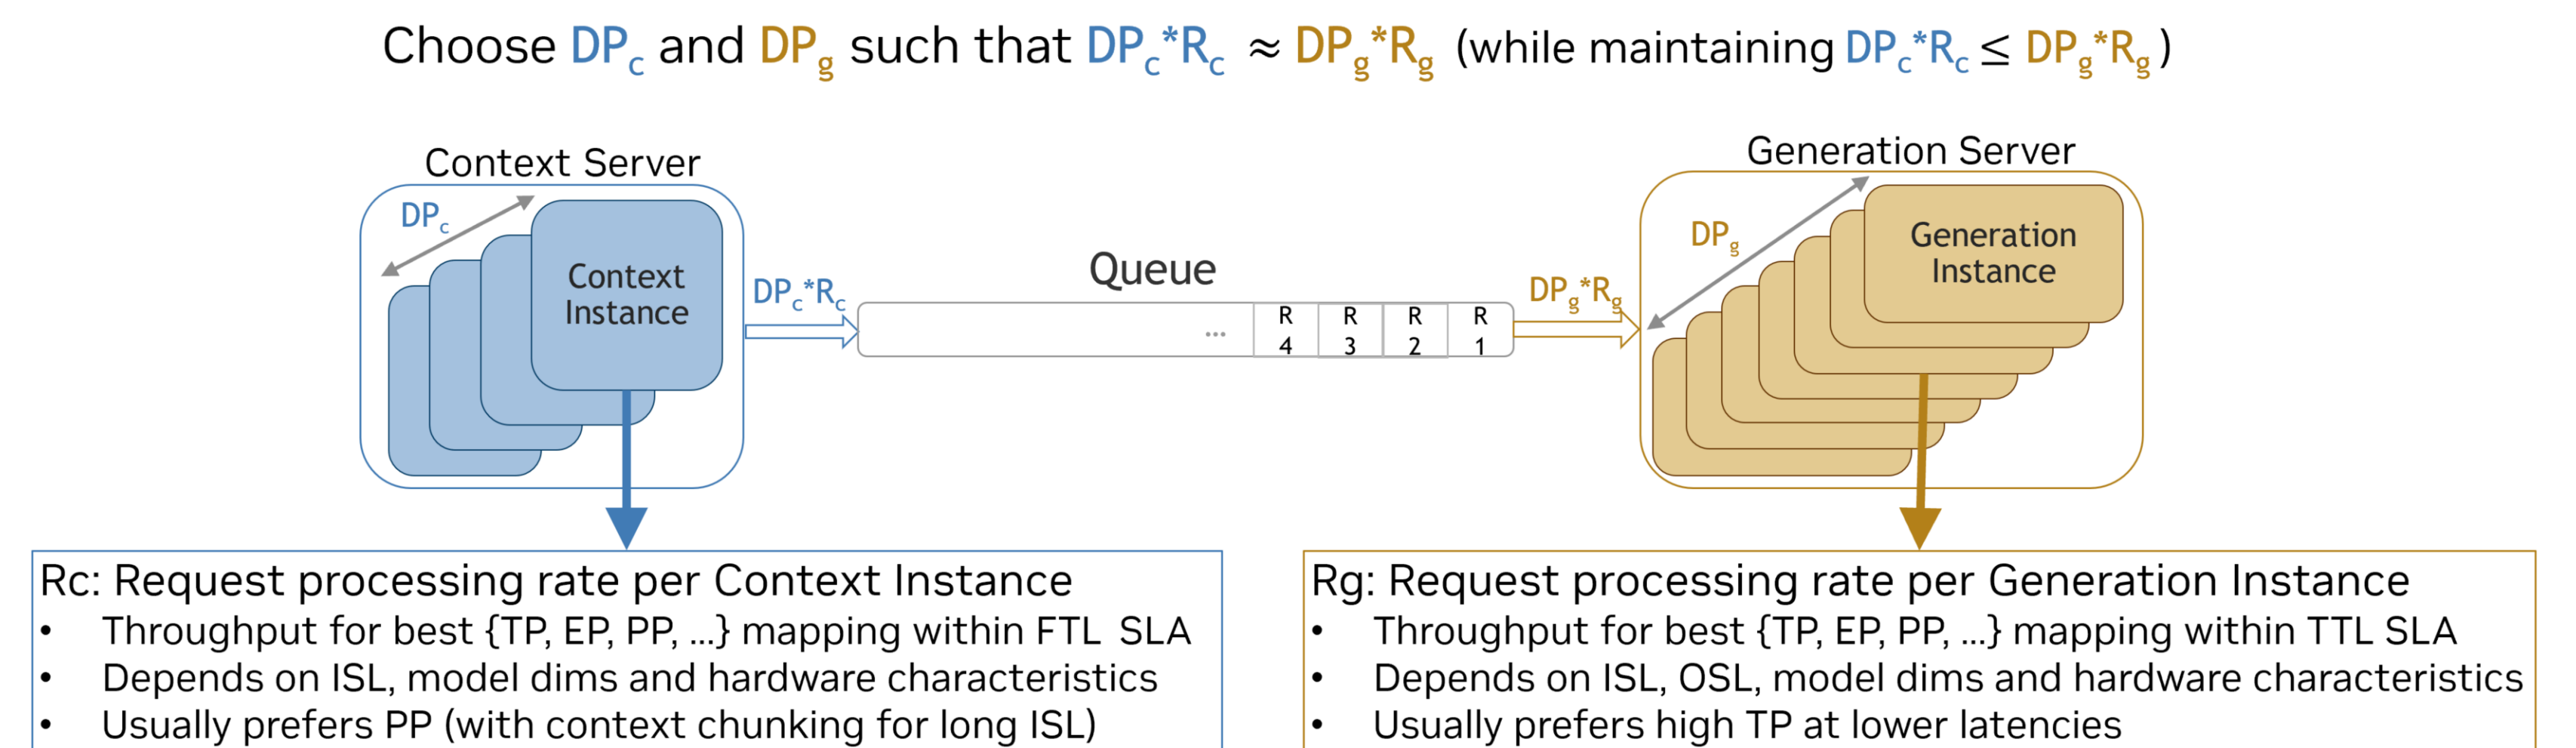 Choose DPc and DPg such that DPc*Rc ≈ DPg*Rg (while maintaining DPc*Rc ≤ DPg*Rg)
Context Server
DPc
Context
Instance
DPc*Rc
Queue
...
R R R R
4 3 2 1
DPg*Rg
Generation Server
DPg
Generation
Instance
Rc: Request processing rate per Context Instance
• Throughput for best {TP, EP, PP, ...} mapping within FTL SLA
• Depends on ISL, model dims and hardware characteristics
• Usually prefers PP (with context chunking for long ISL)
Rg: Request processing rate per Generation Instance
• Throughput for best {TP, EP, PP, ...} mapping within TTL SLA
• Depends on ISL, OSL, model dims and hardware characteristics
• Usually prefers high TP at lower latencies